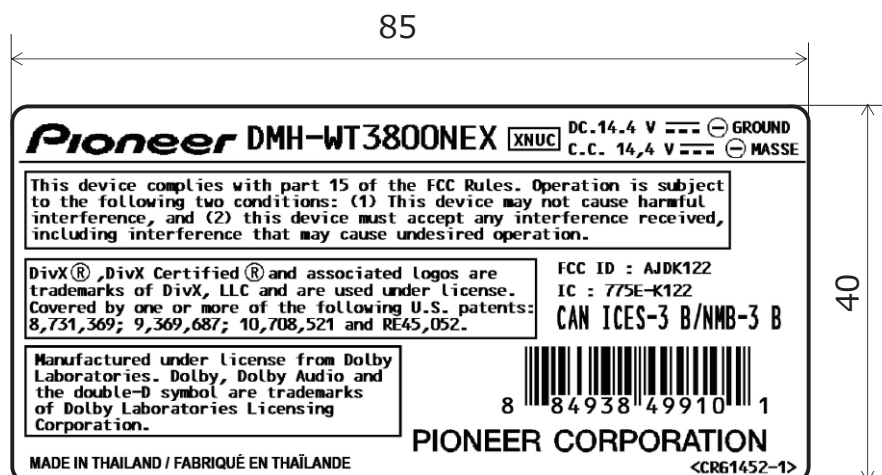 85
Pioneer DMH-WT3800NEX XNUC DC.14.4 V GROUND
C.C. 14,4 V MASSE
This device complies with part 15 of the FCC Rules. Operation is subject
to the following two conditions: (1) This device may not cause harmful
interference, and (2) this device must accept any interference received,
including interference that may cause undesired operation.
DivX® ,DivX Certified® and associated logos are
trademarks of DivX, LLC and are used under license.
Covered by one or more of the following U.S. patents:
8,731,369; 9,369,687; 10,708,521 and RE45,052.
FCC ID : AJDK122
IC : 775E-K122
CAN ICES-3 B/NMB-3 B
40
Manufactured under license from Dolby
Laboratories. Dolby, Dolby Audio and
the double-D symbol are trademarks
of Dolby Laboratories Licensing
Corporation.
8 84938 49910 1
PIONEER CORPORATION
MADE IN THAILAND / FABRIQUÉ EN THAÏLANDE
<CRG1452-1>